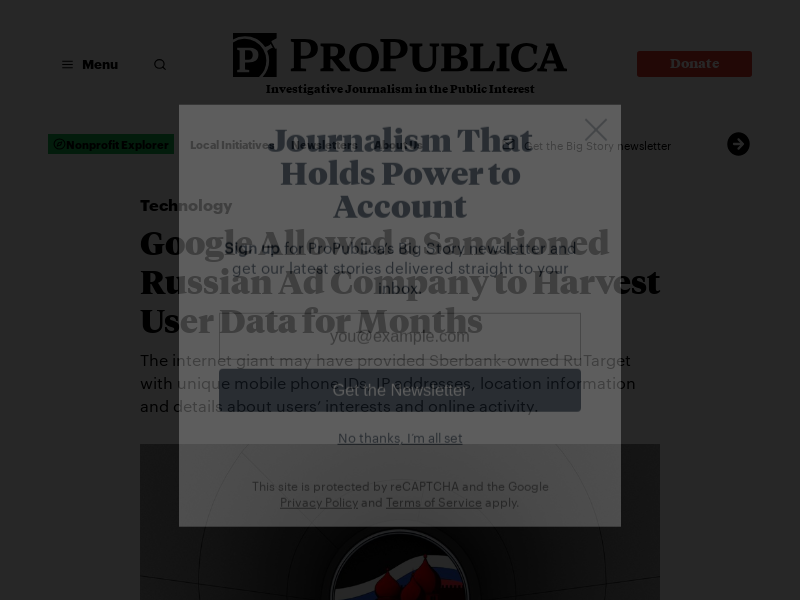 Menu
PROPUBLICA
Donate
Investigative Journalism in the Public Interest
Nonprofit Explorer
Local Initiatives
Newsletters
About Us
Get the Big Story newsletter
Journalism That
Holds Power to
Account
Sign up for ProPublica's Big Story newsletter and
get our latest stories delivered straight to your
inbox.
you@example.com
Get the Newsletter
No thanks, I'm all set
This site is protected by reCAPTCHA and the Google
Privacy Policy and Terms of Service apply.
Technology
Google Allowed a Sanctioned
Russian Ad Company to Harvest
User Data for Months
The internet giant may have provided Sberbank-owned RuTarget
with unique mobile phone IDs, IP addresses, location information
and details about users' interests and online activity.